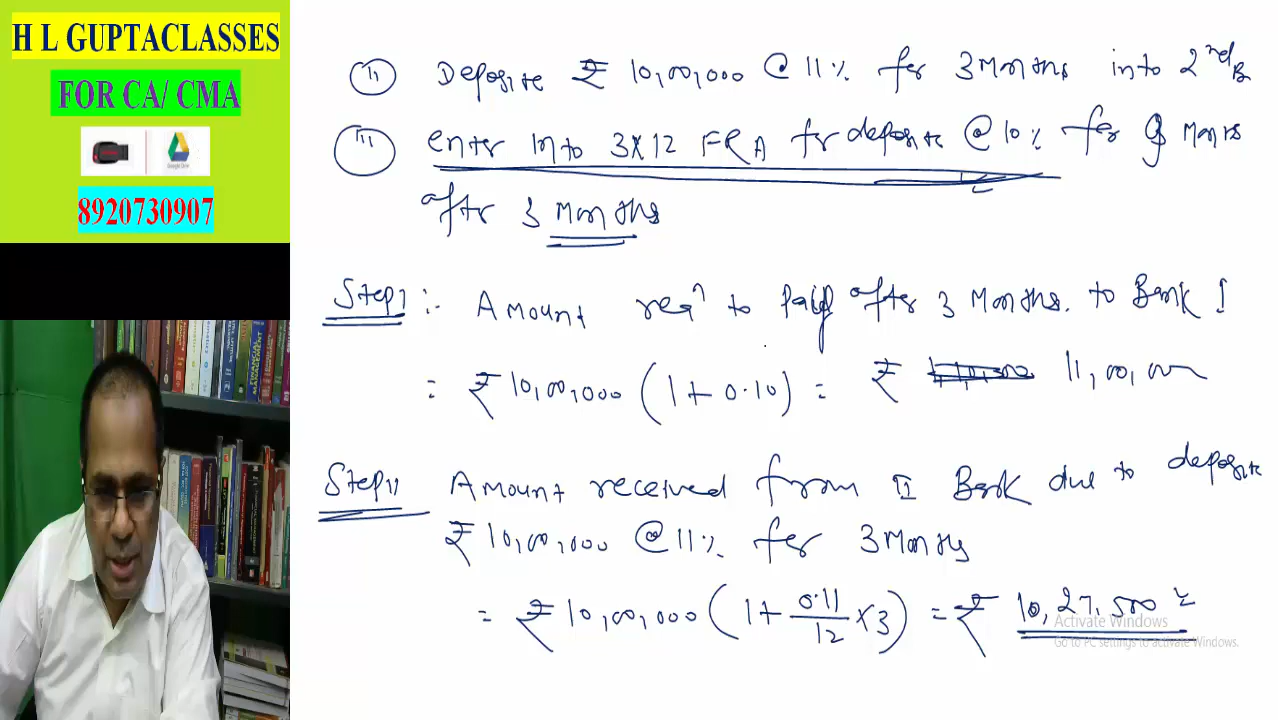 H L GUPTACLASSES
FOR CA/ CMA
8920730907
(II) Deposite ₹ 10,00,000 @ 11% for 3 Months into 2nd B
(III) enter Into 3x12 FRA for deposite @ 10% for 9 Months
after 3 Months
Step I :- Amount reqn to paid after 3 Months. to Bank I
= ₹ 10,00,000 (1 + 0.10) = ₹ 11,00,000
Step II Amount received from II Bank due to deposite
₹ 10,00,000 @ 11% for 3 Months
= ₹ 10,00,000 (1 + 0.11/12 x 3) = ₹ 10,27,500
Activate Windows
Go to PC settings to activate Windows.